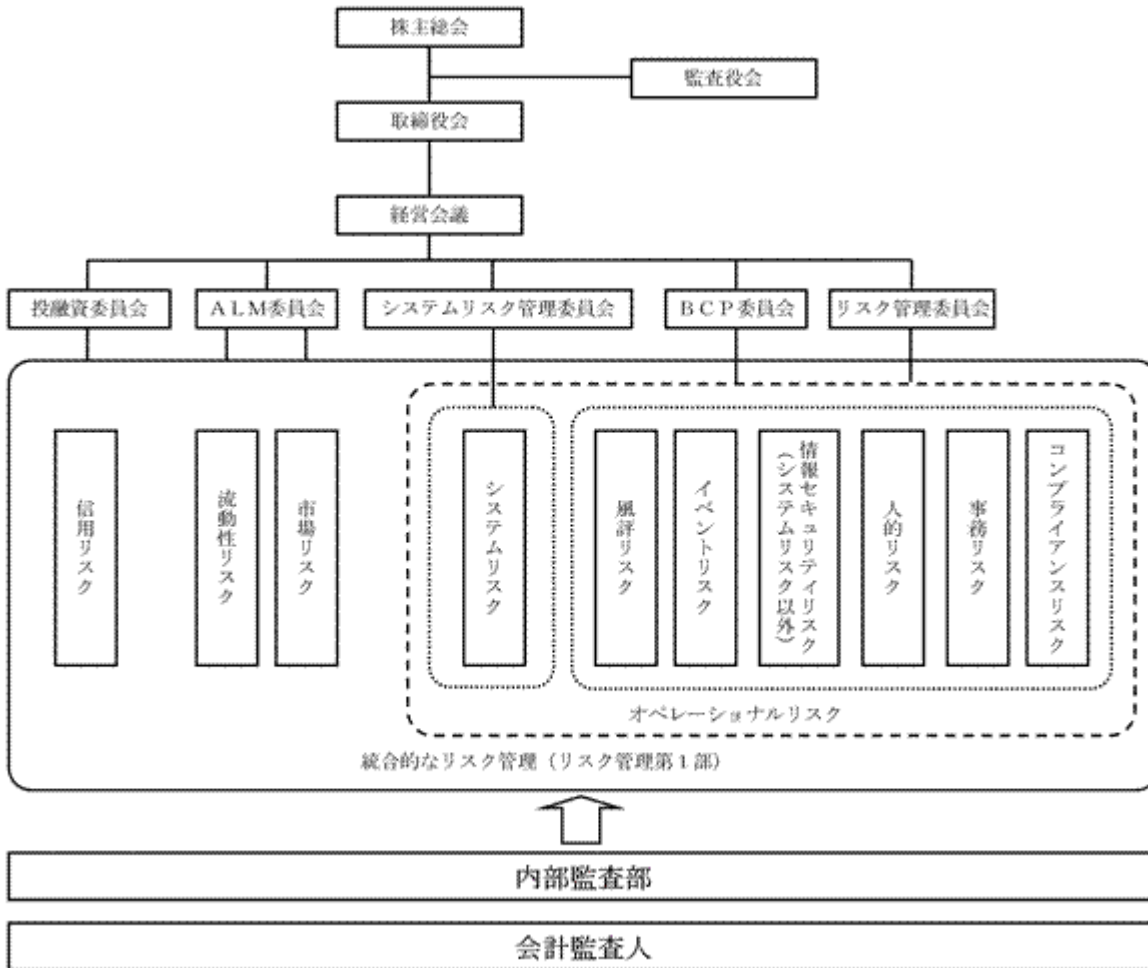 株主総会
監査役会
取締役会
経営会議
投融資委員会
ALM委員会
システムリスク管理委員会
BCP委員会
リスク管理委員会
信用リスク
流動性リスク
市場リスク
システムリスク
風評リスク
イベントリスク
情報セキュリティリスク
(システムリスク以外)
人的リスク
事務リスク
コンプライアンスリスク
オペレーショナルリスク
統合的なリスク管理(リスク管理第1部)
内部監査部
会計監査人